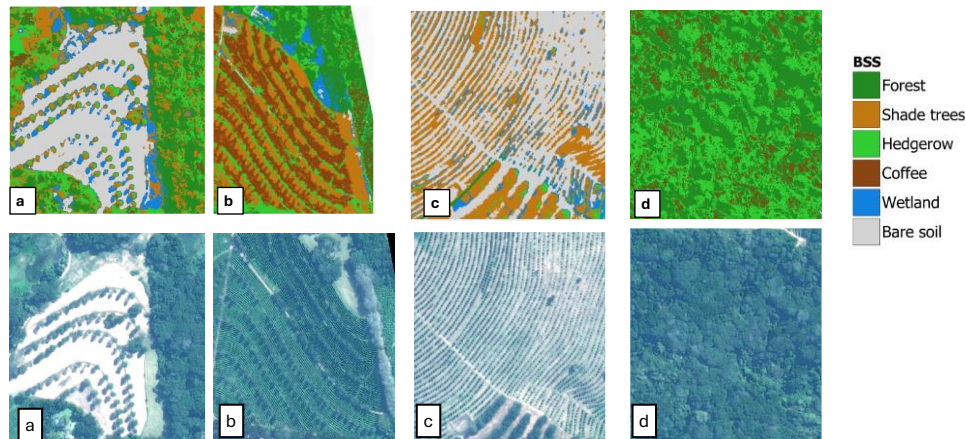 BSS
Forest
Shade trees
Hedgerow
Coffee
Wetland
Bare soil
a
b
c
d
a
b
c
d